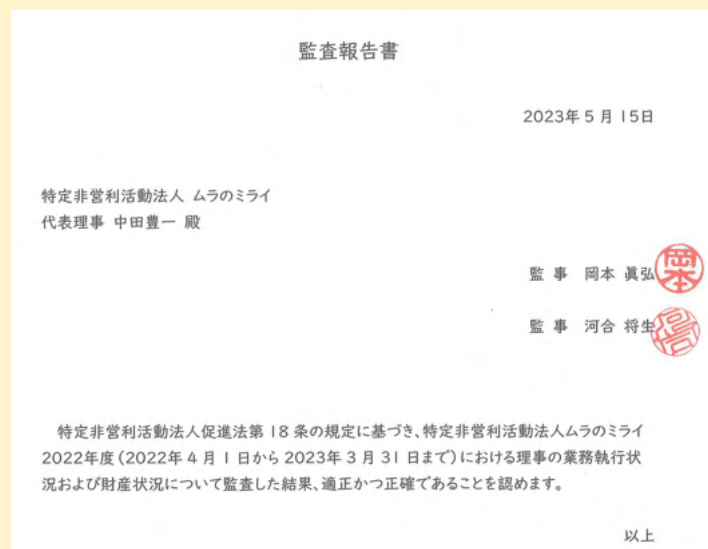 監査報告書
2023年5月15日
特定非営利活動法人 ムラのミライ
代表理事 中田豊一 殿
監 事 岡本 眞弘
岡本
監 事 河合 将生
特定非営利活動法人促進法第18条の規定に基づき、特定非営利活動法人ムラのミライ
2022年度(2022年4月1日から2023年3月31日まで)における理事の業務執行状
況および財産状況について監査した結果、適正かつ正確であることを認めます。
以上